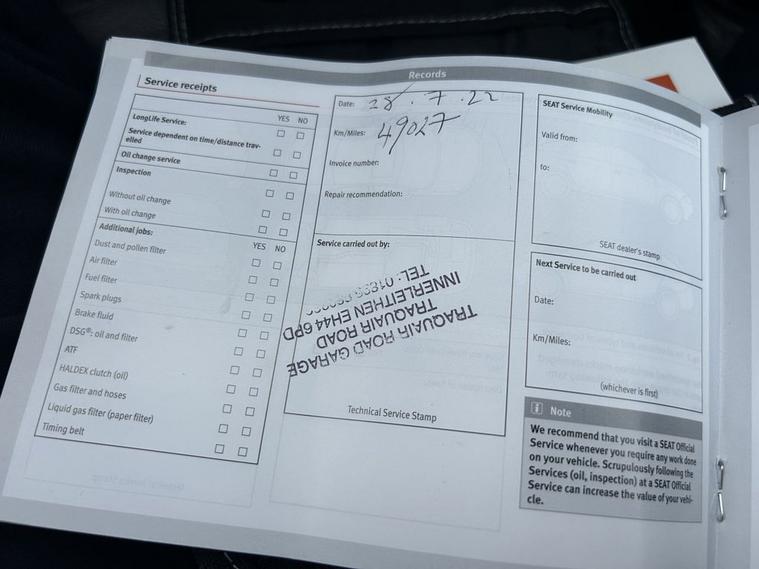 Records
Service receipts
YES NO
LongLife Service:
Service dependent on time/distance trav-
elled
Oil change service
Inspection
Without oil change
With oil change
Additional jobs:
YES NO
Dust and pollen filter
Air filter
Fuel filter
Spark plugs
Brake fluid
DSG®: oil and filter
ATF
HALDEX clutch (oil)
Gas filter and hoses
Liquid gas filter (paper filter)
Timing belt
Date: 28.7.22
Km/Miles: 49027
Invoice number:
Repair recommendation:
Service carried out by:
TRAQUAIR ROAD GARAGE
TRAQUAIR ROAD
INNERLEITHEN EH44 6PD
TEL:
Technical Service Stamp
SEAT Service Mobility
Valid from:
to:
SEAT dealer's stamp
Next Service to be carried out
Date:
Km/Miles:
(whichever is first)
i Note
We recommend that you visit a SEAT Official
Service whenever you require any work done
on your vehicle. Scrupulously following the
Services (oil, inspection) at a SEAT Official
Service can increase the value of your vehi-
cle.